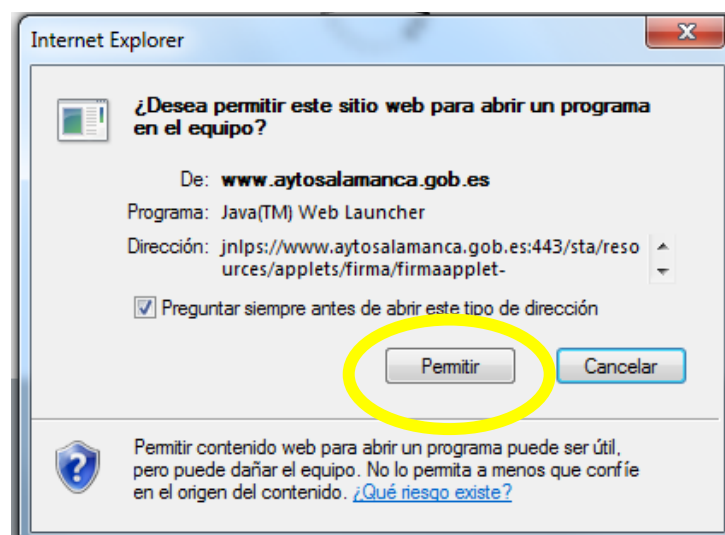 Internet Explorer
¿Desea permitir este sitio web para abrir un programa
en el equipo?
De: www.aytosalamanca.gob.es
Programa: Java(TM) Web Launcher
Dirección: jnlps://www.aytosalamanca.gob.es:443/sta/reso
urces/applets/firma/firmaapplet-
Preguntar siempre antes de abrir este tipo de dirección
Permitir Cancelar
Permitir contenido web para abrir un programa puede ser útil,
pero puede dañar el equipo. No lo permita a menos que confíe
en el origen del contenido. ¿Qué riesgo existe?